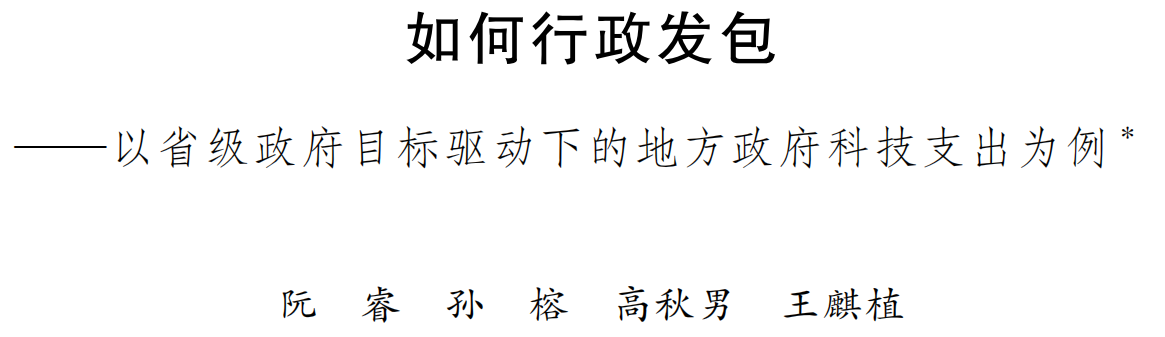 如何行政发包
——以省级政府目标驱动下的地方政府科技支出为例*
阮 睿 孙 榕 高秋男 王麒植